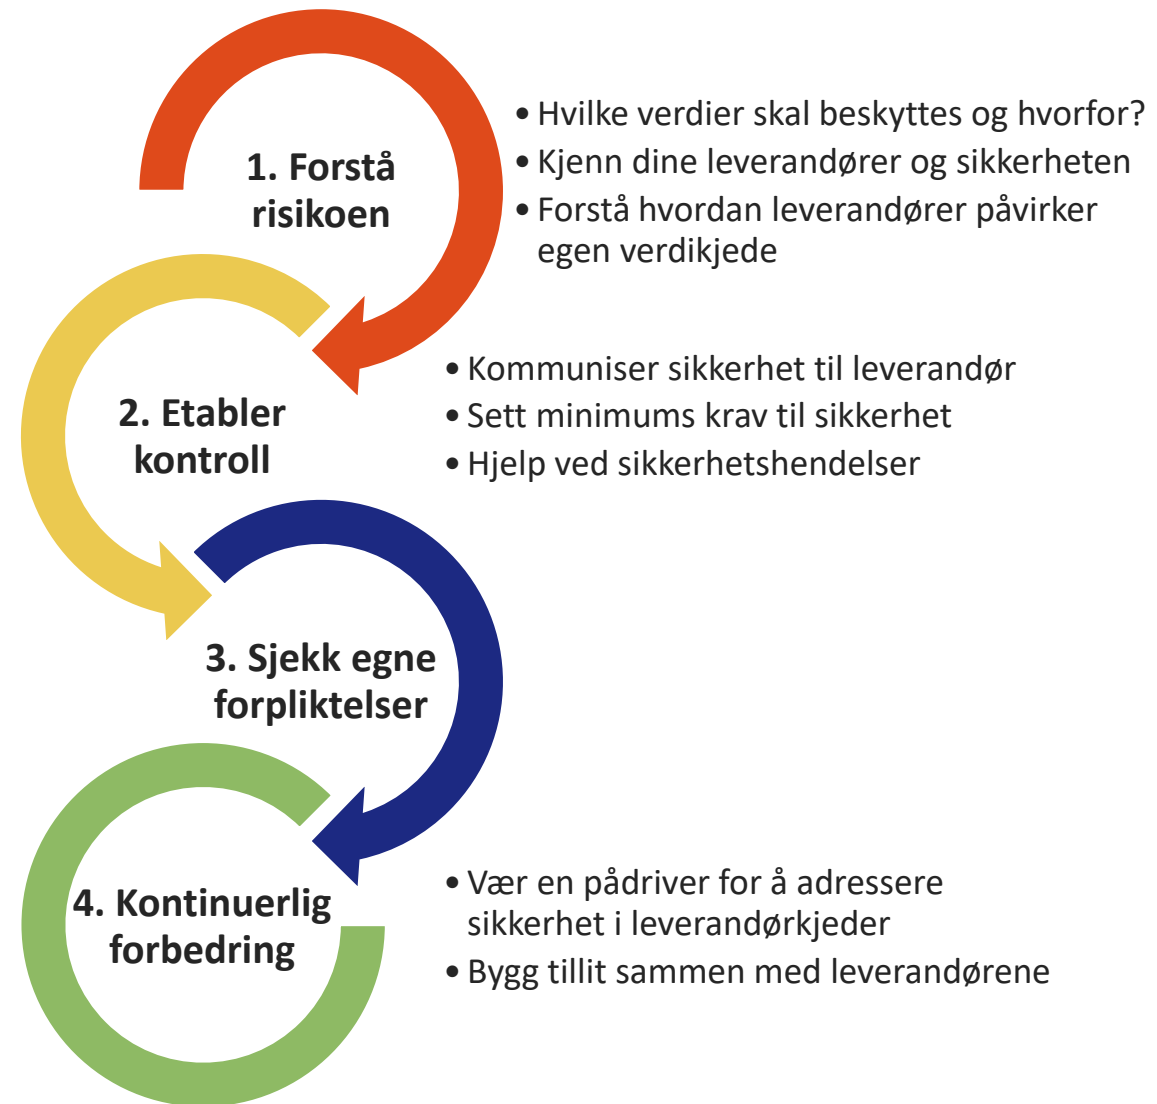 1. Forstå
risikoen
• Hvilke verdier skal beskyttes og hvorfor?
• Kjenn dine leverandører og sikkerheten
• Forstå hvordan leverandører påvirker
egen verdikjede
2. Etabler
kontroll
• Kommuniser sikkerhet til leverandør
• Sett minimums krav til sikkerhet
• Hjelp ved sikkerhetshendelser
3. Sjekk egne
forpliktelser
4. Kontinuerlig
forbedring
• Vær en pådriver for å adressere
sikkerhet i leverandørkjeder
• Bygg tillit sammen med leverandørene